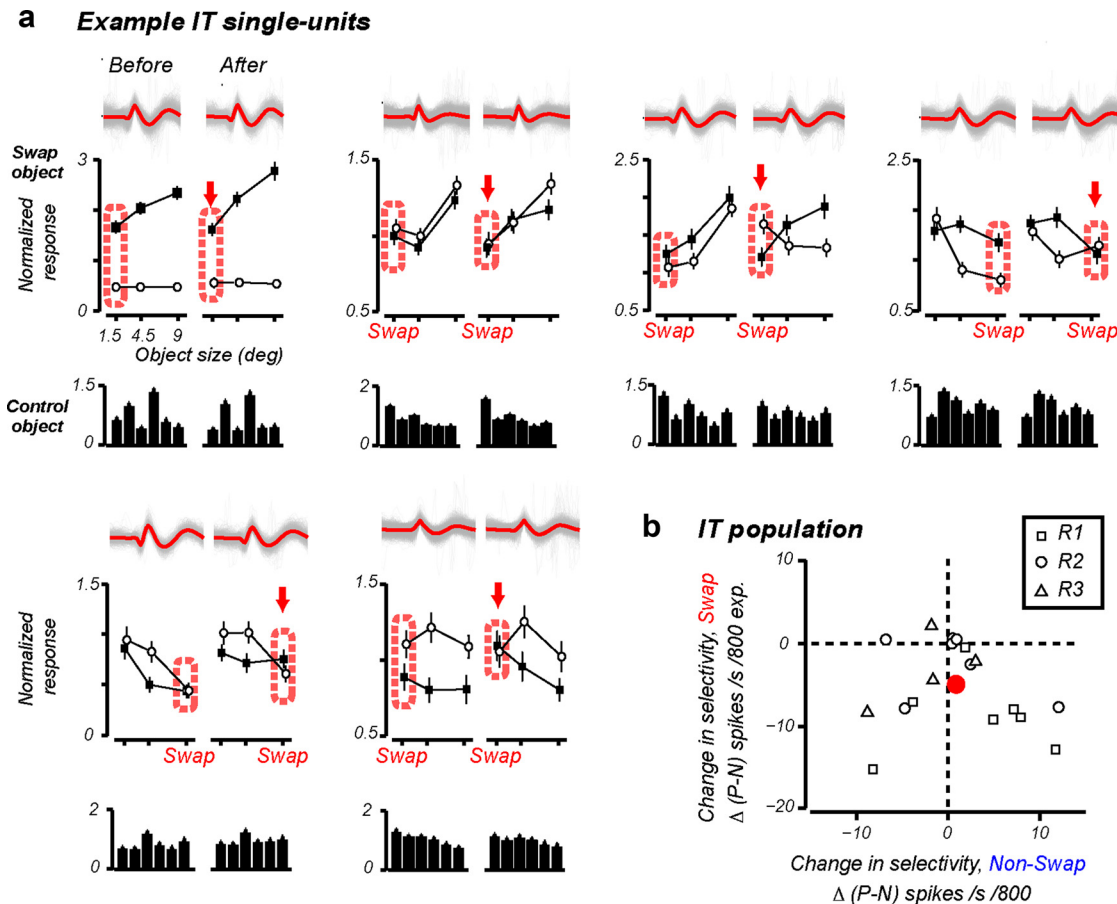 a Example IT single-units
Before After
Swap object
Normalized response
3
0
1.5 4.5 9
Object size (deg)
1.5
0.5
Swap Swap
2.5
0.5
Swap Swap
2.5
0.5
Swap Swap
Control object
1.5
0
2
0
1.5
0
1.5
0
Normalized response
1.5
0
Swap Swap
1.5
0.5
Swap Swap
2
0
2
0
b IT population
R1
R2
R3
Change in selectivity, Swap
Δ (P-N) spikes /s /800 exp.
10
0
−10
−20
−10 0 10
Change in selectivity, Non-Swap
Δ (P-N) spikes /s /800